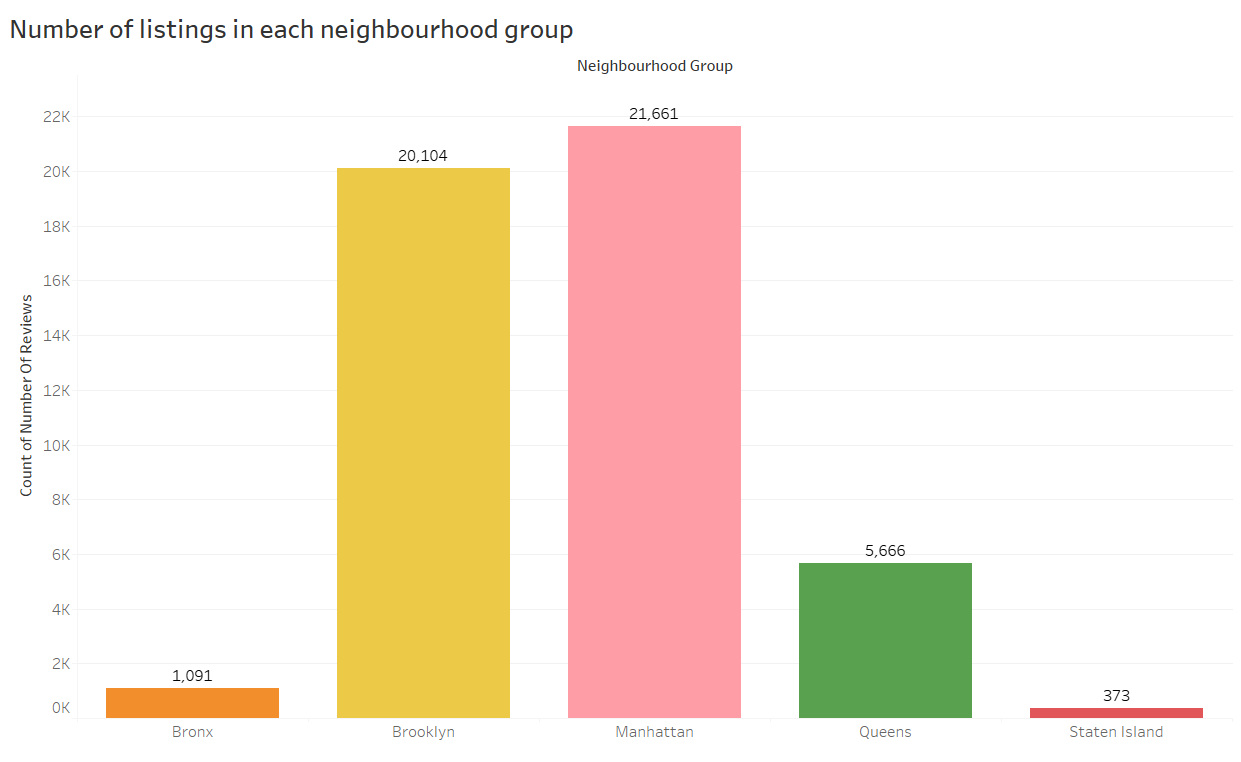 Number of listings in each neighbourhood group
Neighbourhood Group
Count of Number Of Reviews
22K
20K
18K
16K
14K
12K
10K
8K
6K
4K
2K
0K
1,091
20,104
21,661
5,666
373
Bronx
Brooklyn
Manhattan
Queens
Staten Island